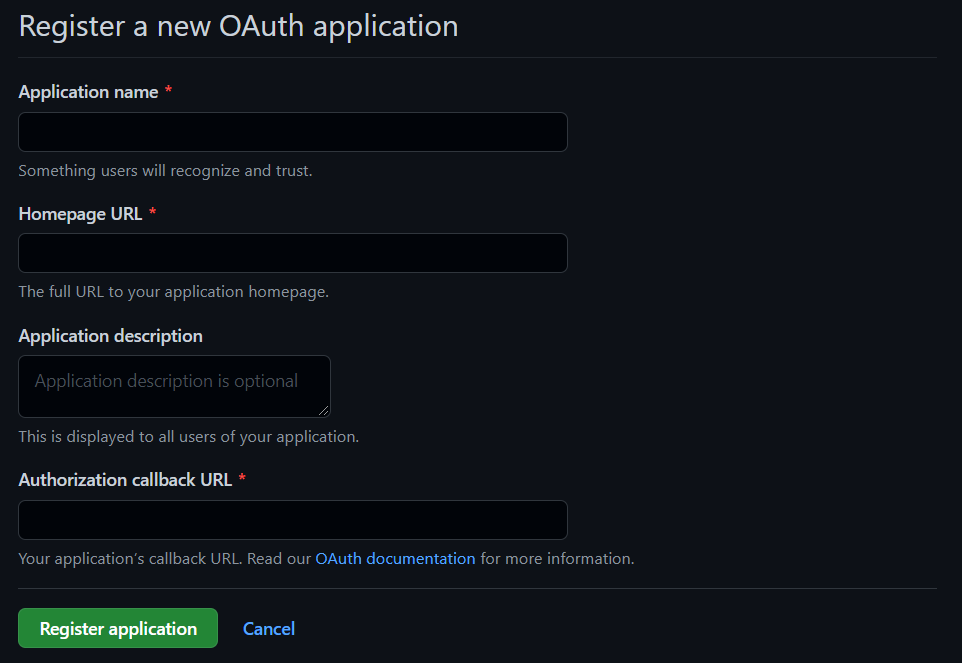 Register a new OAuth application
Application name *
Something users will recognize and trust.
Homepage URL *
The full URL to your application homepage.
Application description
Application description is optional
This is displayed to all users of your application.
Authorization callback URL *
Your application’s callback URL. Read our OAuth documentation for more information.
Register application
Cancel